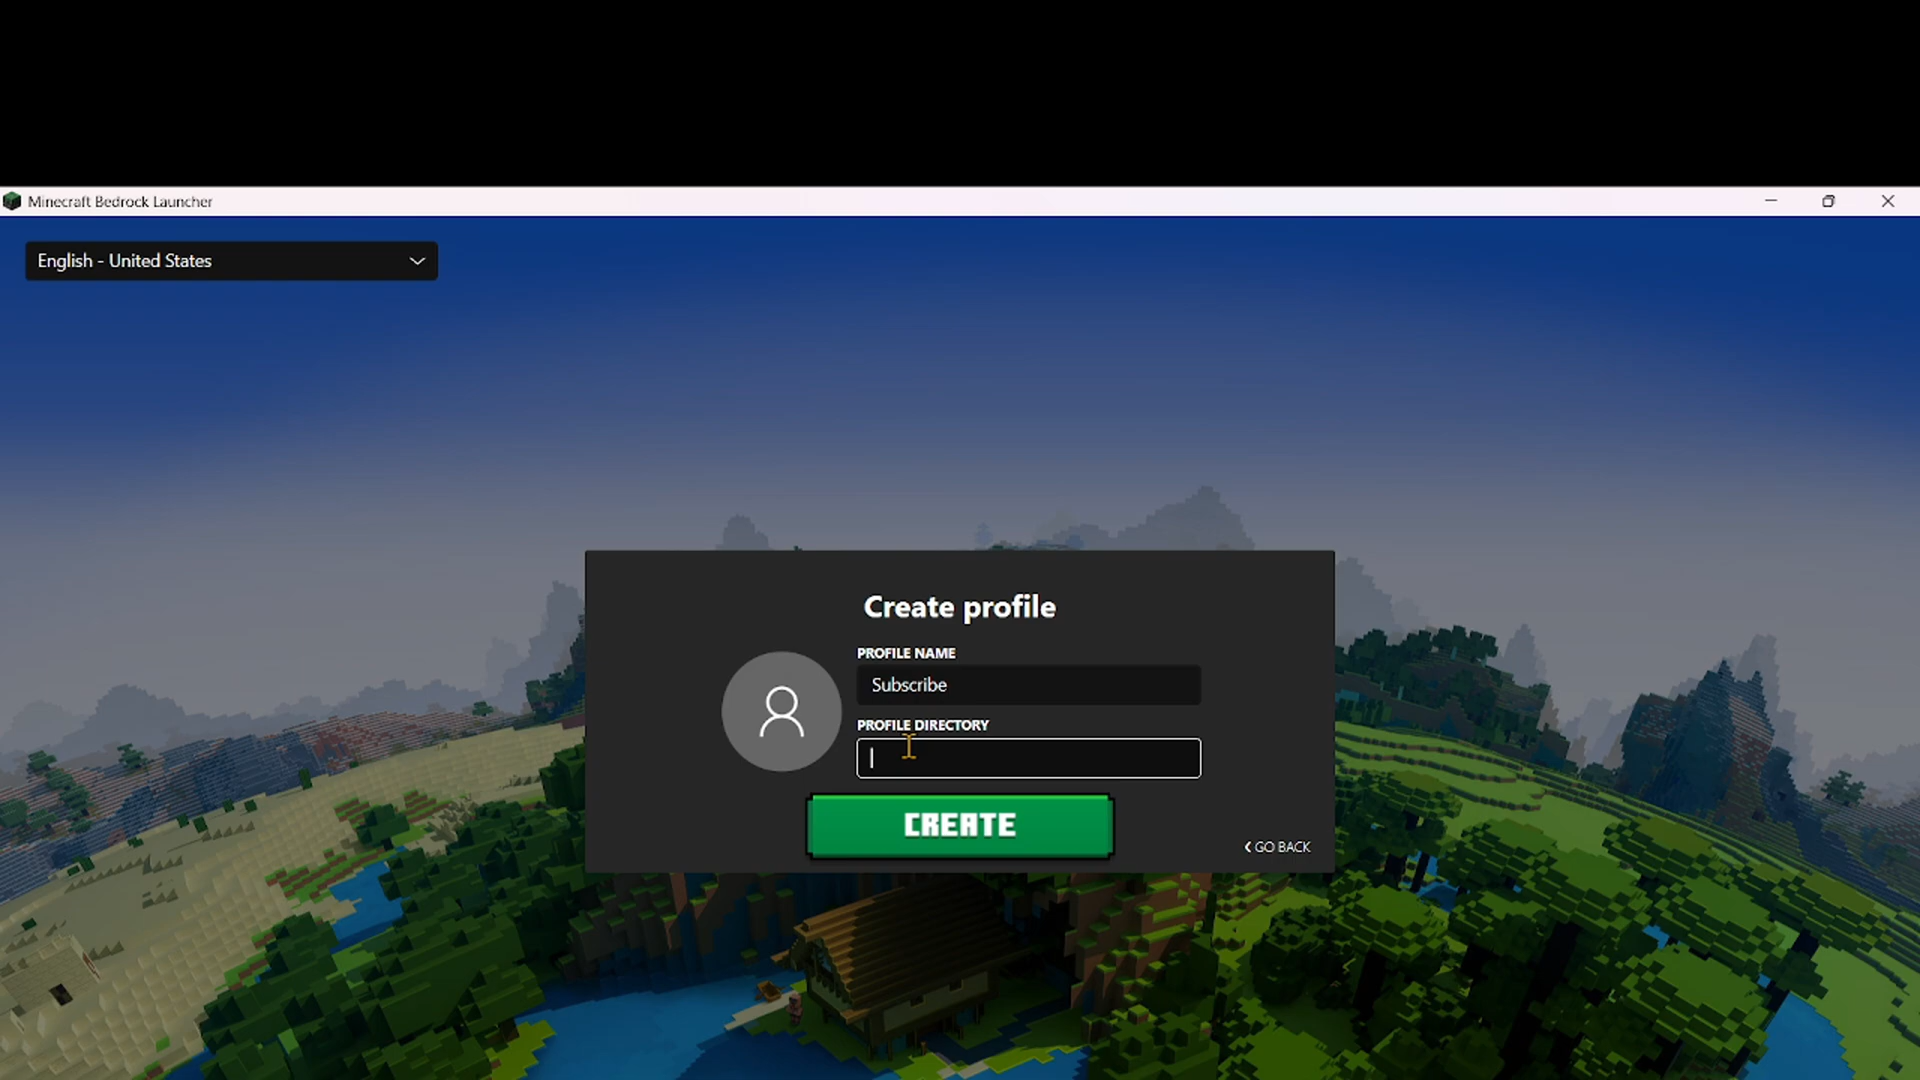 Minecraft Bedrock Launcher
English - United States
Create profile
PROFILE NAME
Subscribe
PROFILE DIRECTORY
CREATE
GO BACK